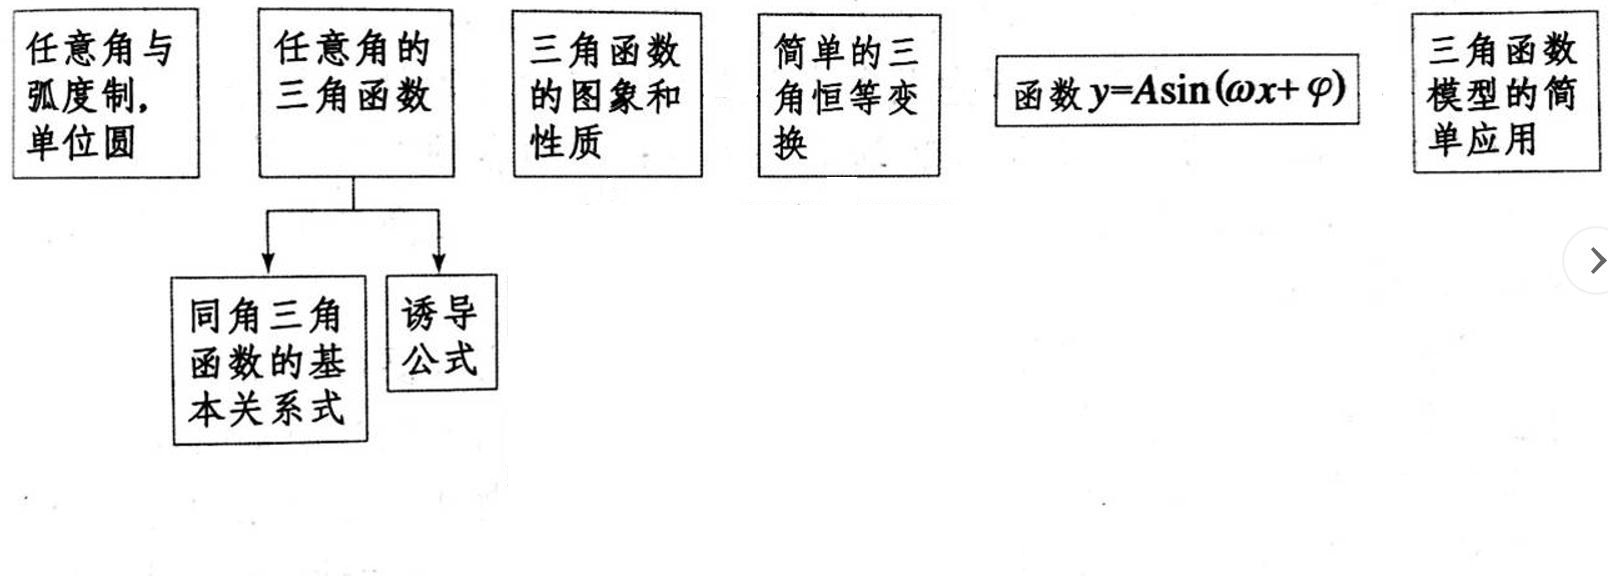 任意角与
弧度制,
单位圆
任意角的
三角函数
三角函数
的图象和
性质
简单的三
角恒等变
换
函数 y=Asin(ωx+φ)
三角函数
模型的简
单应用
同角三角
函数的基
本关系式
诱导
公式